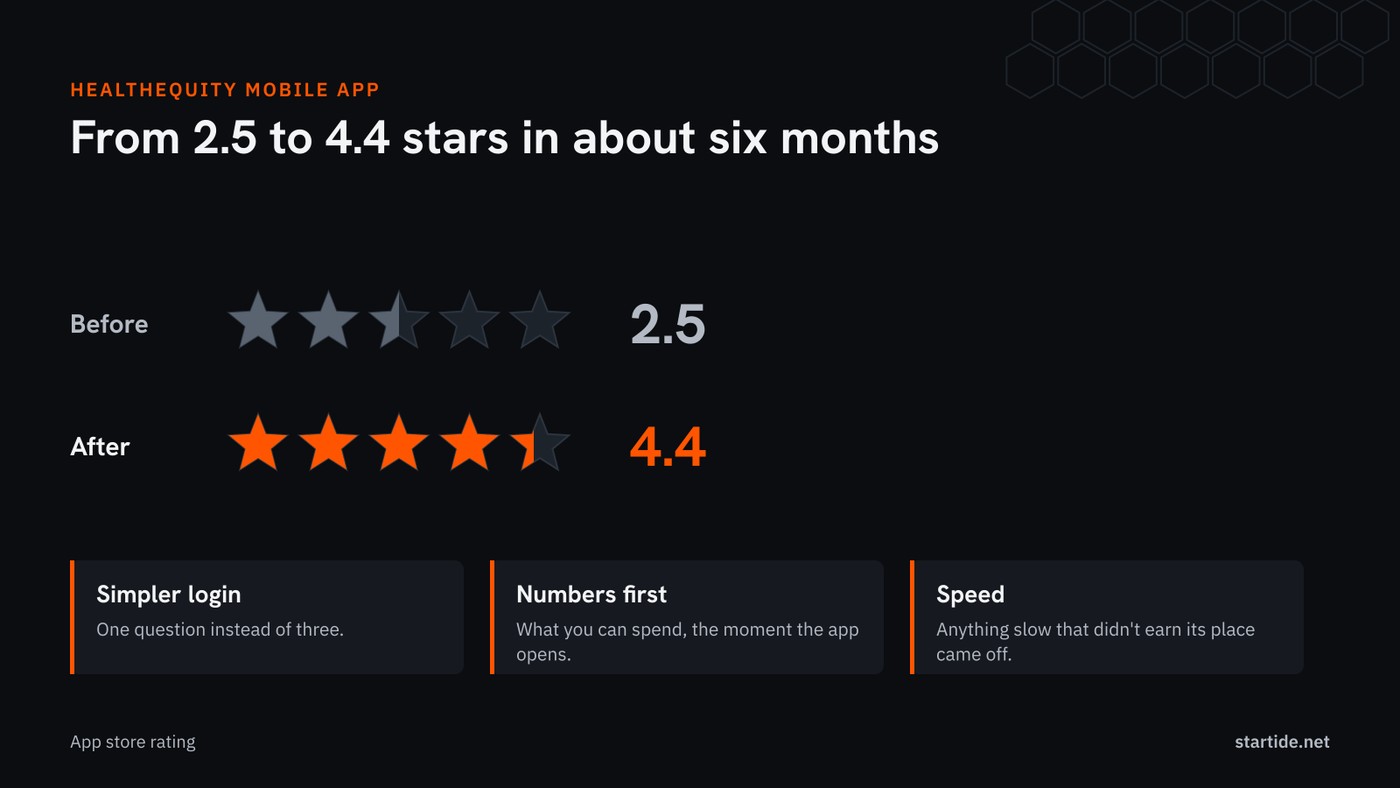 HEALTHEQUITY MOBILE APP
From 2.5 to 4.4 stars in about six months
Before
2.5
After
4.4
Simpler login
One question instead of three.
Numbers first
What you can spend, the moment the app
opens.
Speed
Anything slow that didn't earn its place
came off.
App store rating
startide.net